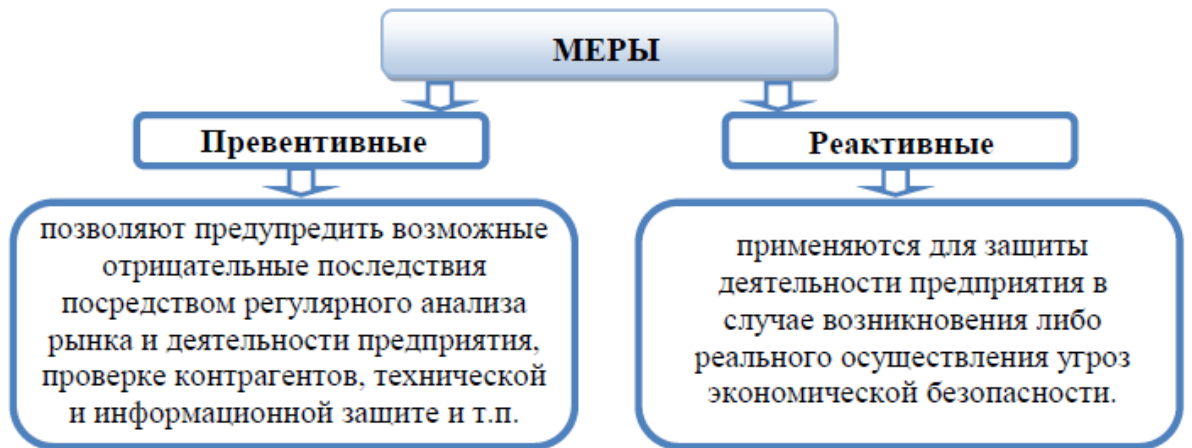 МЕРЫ
Превентивные
Реактивные
позволяют предупредить возможные
отрицательные последствия
посредством регулярного анализа
рынка и деятельности предприятия,
проверке контрагентов, технической
и информационной защите и т.п.
применяются для защиты
деятельности предприятия в
случае возникновения либо
реального осуществления угроз
экономической безопасности.